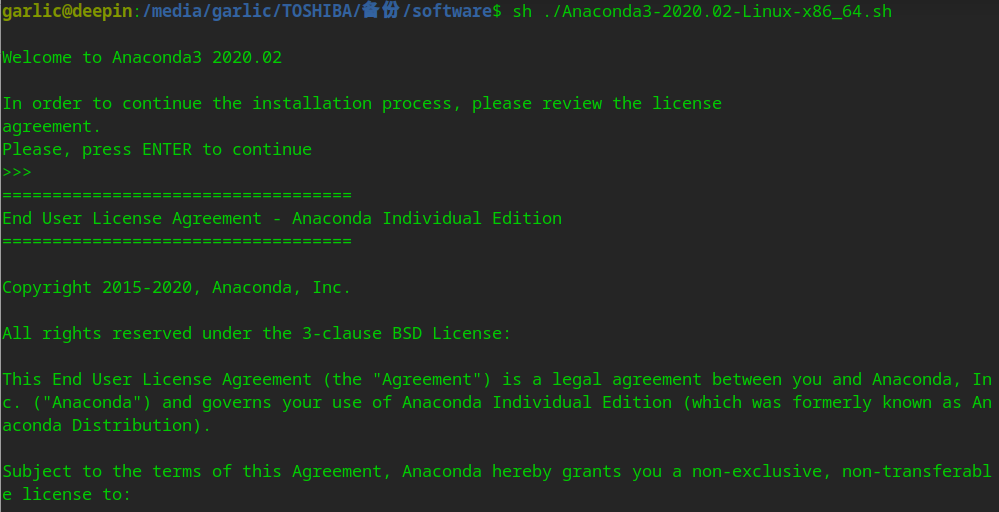 garlic@deepin:/media/garlic/TOSHIBA/备份/software$ sh ./Anaconda3-2020.02-Linux-x86_64.sh
Welcome to Anaconda3 2020.02
In order to continue the installation process, please review the license
agreement.
Please, press ENTER to continue
>>>
===================================
End User License Agreement - Anaconda Individual Edition
===================================
Copyright 2015-2020, Anaconda, Inc.
All rights reserved under the 3-clause BSD License:
This End User License Agreement (the "Agreement") is a legal agreement between you and Anaconda, In
c. ("Anaconda") and governs your use of Anaconda Individual Edition (which was formerly known as An
aconda Distribution).
Subject to the terms of this Agreement, Anaconda hereby grants you a non-exclusive, non-transferabl
e license to: